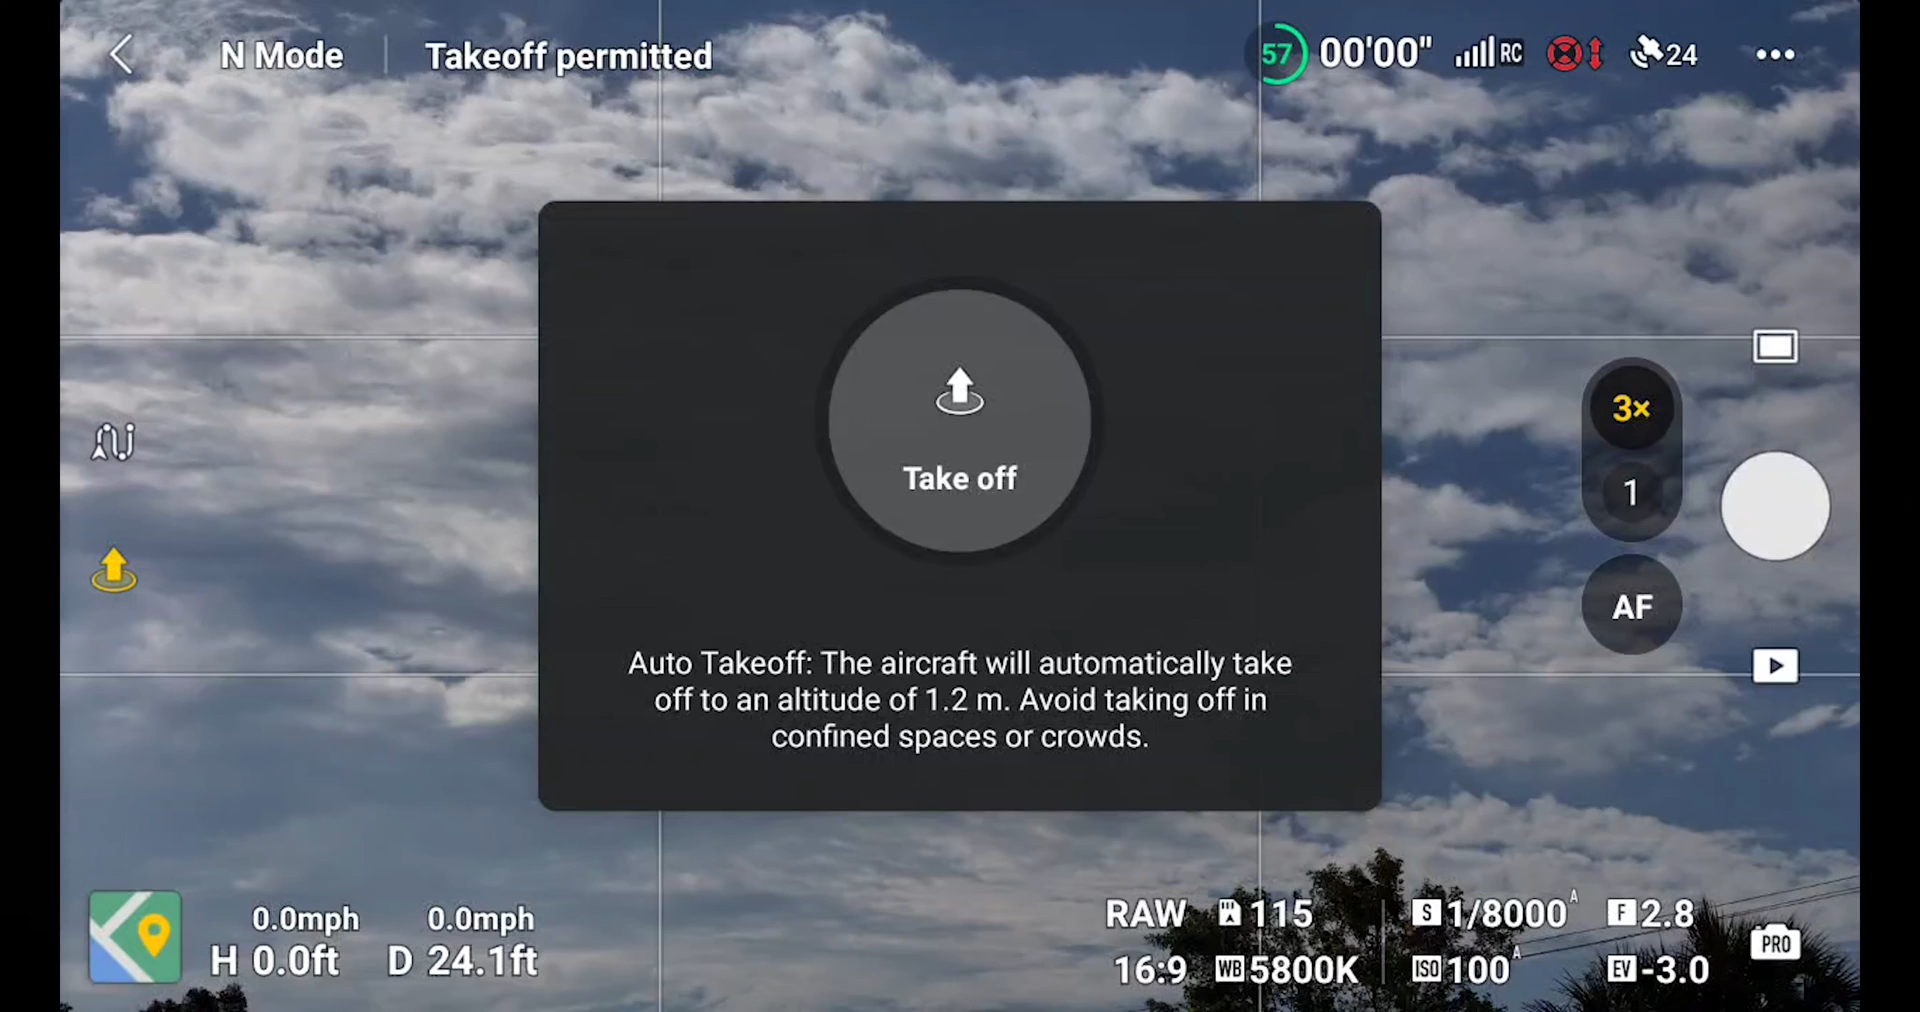 N Mode Takeoff permitted 57 00'00" RC 24
3×
1
Take off
AF
Auto Takeoff: The aircraft will automatically take
off to an altitude of 1.2 m. Avoid taking off in
confined spaces or crowds.
0.0mph 0.0mph
H 0.0ft D 24.1ft
RAW 115 S 1/8000 A F 2.8
16:9 WB 5800K ISO 100 A EV -3.0
PRO